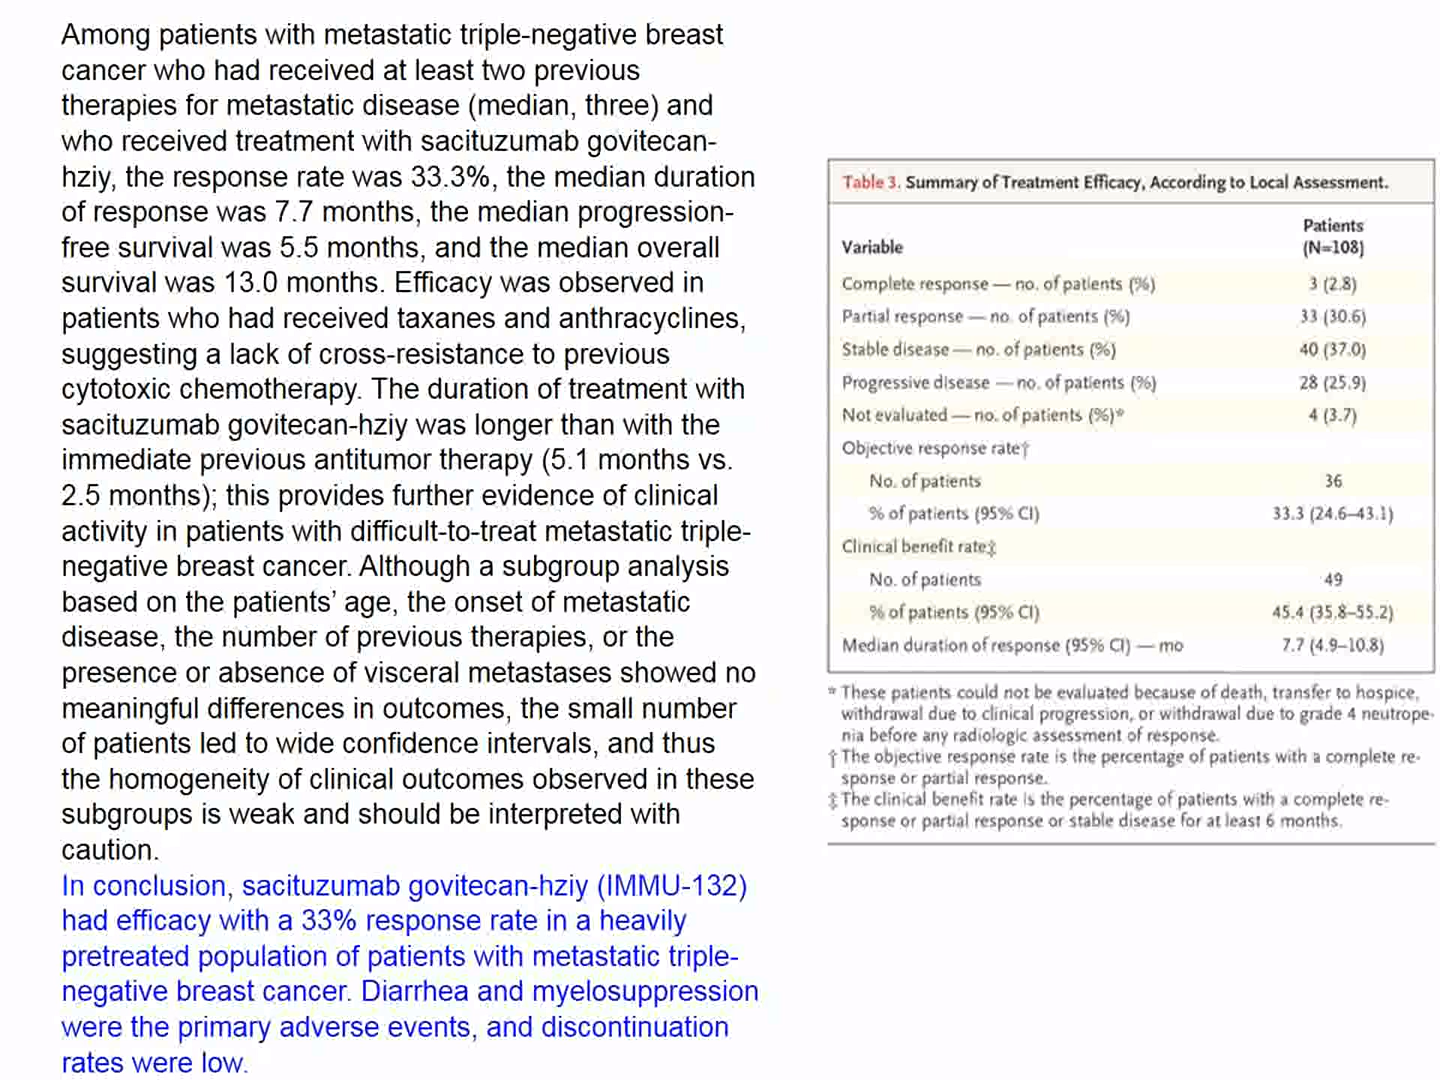 Among patients with metastatic triple-negative breast
cancer who had received at least two previous
therapies for metastatic disease (median, three) and
who received treatment with sacituzumab govitecan-
hziy, the response rate was 33.3%, the median duration
of response was 7.7 months, the median progression-
free survival was 5.5 months, and the median overall
survival was 13.0 months. Efficacy was observed in
patients who had received taxanes and anthracyclines,
suggesting a lack of cross-resistance to previous
cytotoxic chemotherapy. The duration of treatment with
sacituzumab govitecan-hziy was longer than with the
immediate previous antitumor therapy (5.1 months vs.
2.5 months); this provides further evidence of clinical
activity in patients with difficult-to-treat metastatic triple-
negative breast cancer. Although a subgroup analysis
based on the patients’ age, the onset of metastatic
disease, the number of previous therapies, or the
presence or absence of visceral metastases showed no
meaningful differences in outcomes, the small number
of patients led to wide confidence intervals, and thus
the homogeneity of clinical outcomes observed in these
subgroups is weak and should be interpreted with
caution.
In conclusion, sacituzumab govitecan-hziy (IMMU-132)
had efficacy with a 33% response rate in a heavily
pretreated population of patients with metastatic triple-
negative breast cancer. Diarrhea and myelosuppression
were the primary adverse events, and discontinuation
rates were low.
Table 3. Summary of Treatment Efficacy, According to Local Assessment.
Variable Patients (N=108)
Complete response — no. of patients (%) 3 (2.8)
Partial response — no. of patients (%) 33 (30.6)
Stable disease — no. of patients (%) 40 (37.0)
Progressive disease — no. of patients (%) 28 (25.9)
Not evaluated — no. of patients (%)* 4 (3.7)
Objective response rate†
No. of patients 36
% of patients (95% CI) 33.3 (24.6–43.1)
Clinical benefit rate‡
No. of patients 49
% of patients (95% CI) 45.4 (35.8–55.2)
Median duration of response (95% CI) — mo 7.7 (4.9–10.8)
* These patients could not be evaluated because of death, transfer to hospice,
withdrawal due to clinical progression, or withdrawal due to grade 4 neutrope-
nia before any radiologic assessment of response.
† The objective response rate is the percentage of patients with a complete re-
sponse or partial response.
‡ The clinical benefit rate is the percentage of patients with a complete re-
sponse or partial response or stable disease for at least 6 months.